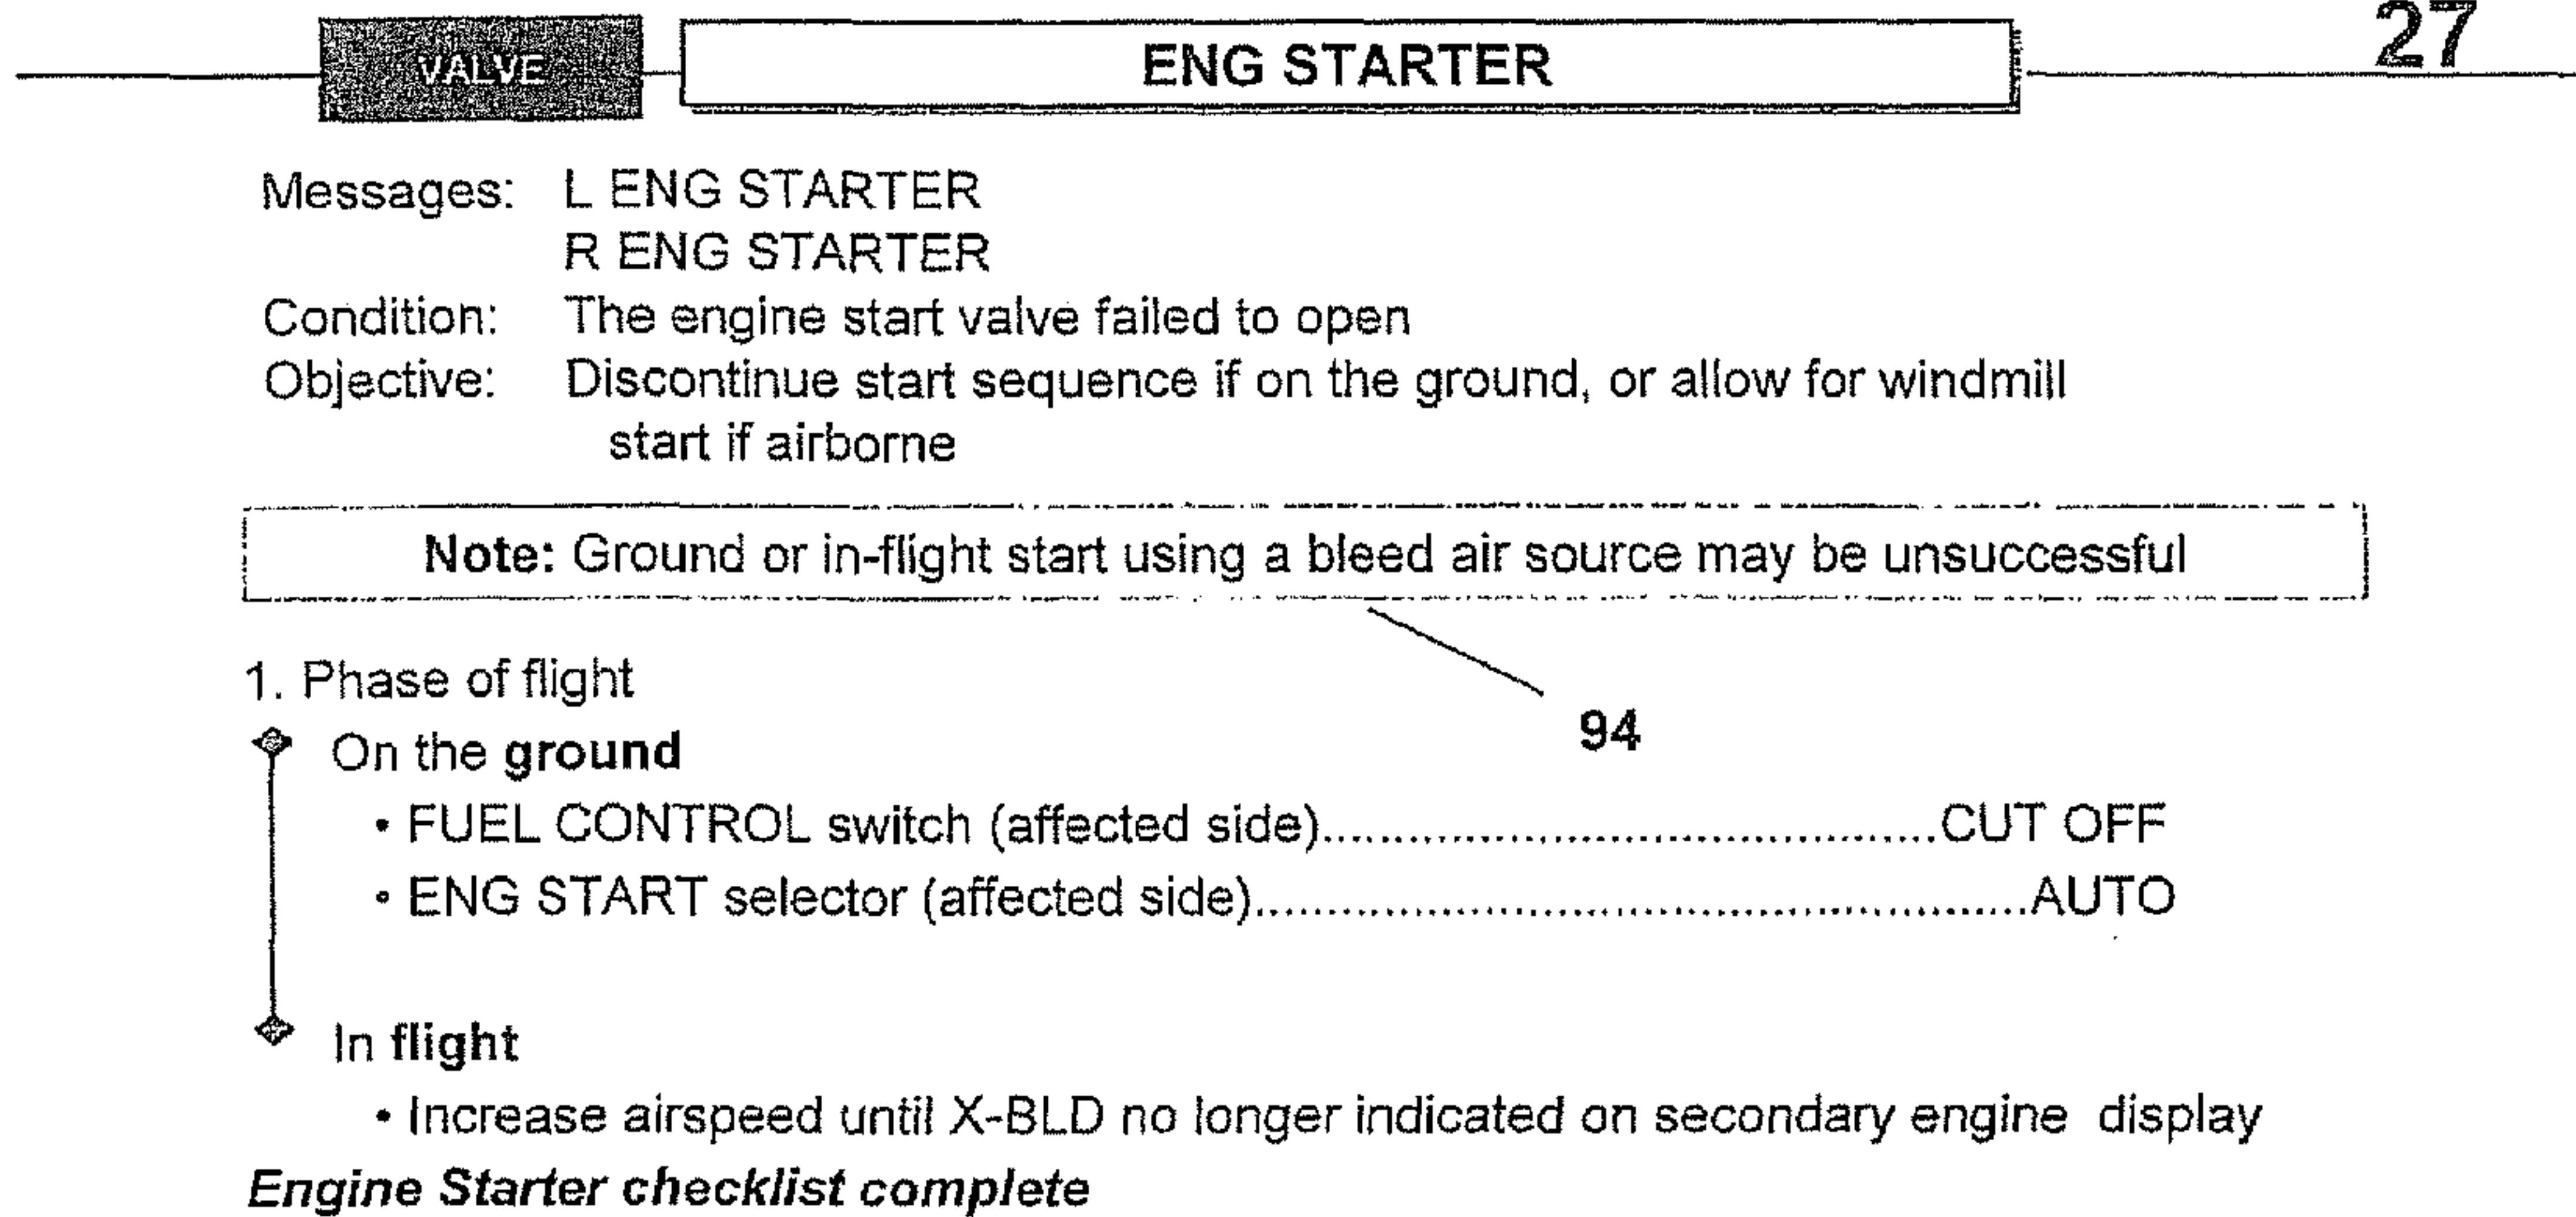 VALVE ENG STARTER 27
Messages: L ENG STARTER
R ENG STARTER
Condition: The engine start valve failed to open
Objective: Discontinue start sequence if on the ground, or allow for windmill
start if airborne
Note: Ground or in-flight start using a bleed air source may be unsuccessful
1. Phase of flight
94
On the ground
• FUEL CONTROL switch (affected side)..........................................CUT OFF
• ENG START selector (affected side).....................................................AUTO
In flight
• Increase airspeed until X-BLD no longer indicated on secondary engine display
Engine Starter checklist complete